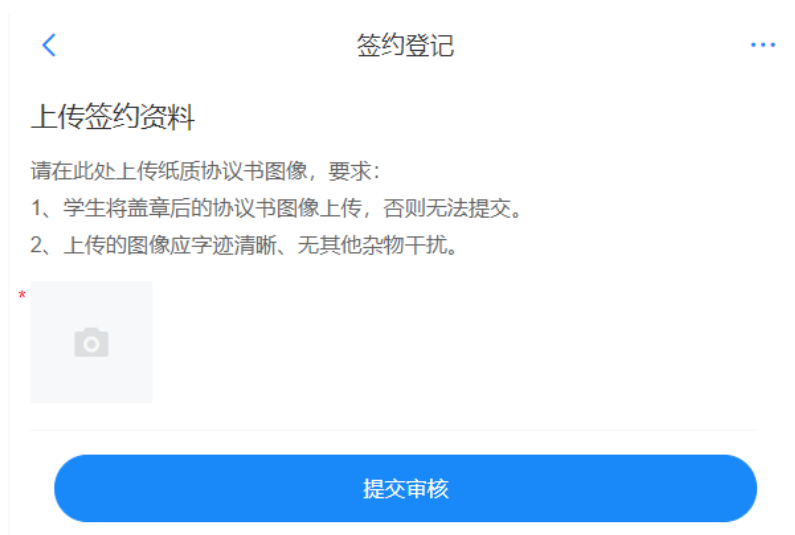 签约登记
上传签约资料
请在此处上传纸质协议书图像，要求：
1、学生将盖章后的协议书图像上传，否则无法提交。
2、上传的图像应字迹清晰、无其他杂物干扰。
*
提交审核